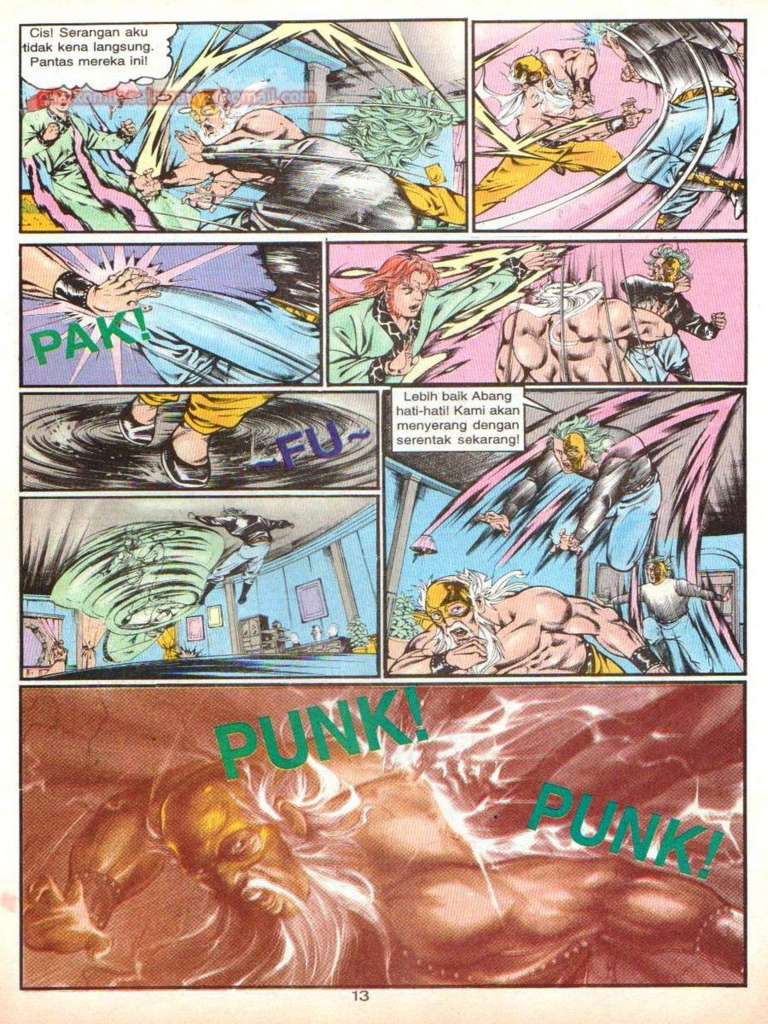 Cis! Serangan aku
tidak kena langsung.
Pantas mereka ini!
PAK!
~FU~
Lebih baik Abang
hati-hati! Kami akan
menyerang dengan
serentak sekarang!
PUNK!
PUNK!
13